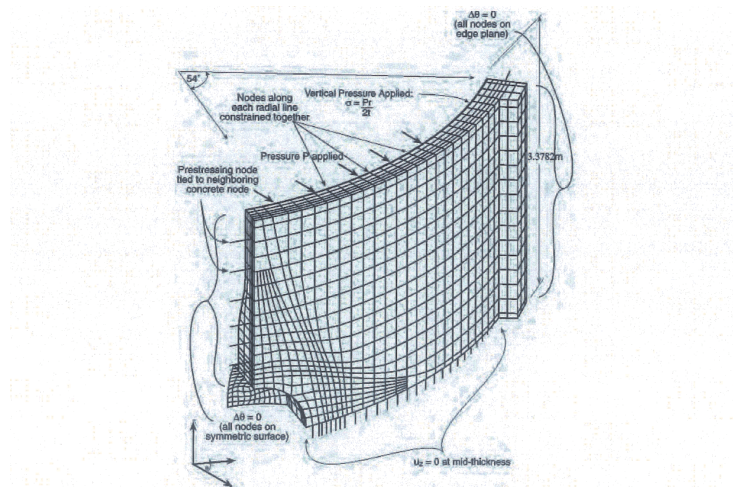 Δθ = 0
(all nodes on
edge plane)
54°
Nodes along
each radial line
constrained together
Vertical Pressure Applied:
σ = Pr
2t
Pressure P applied
3.3782m
Prestressing node
tied to neighboring
concrete node
Δθ = 0
(all nodes on
symmetric surface)
uz = 0 at mid-thickness